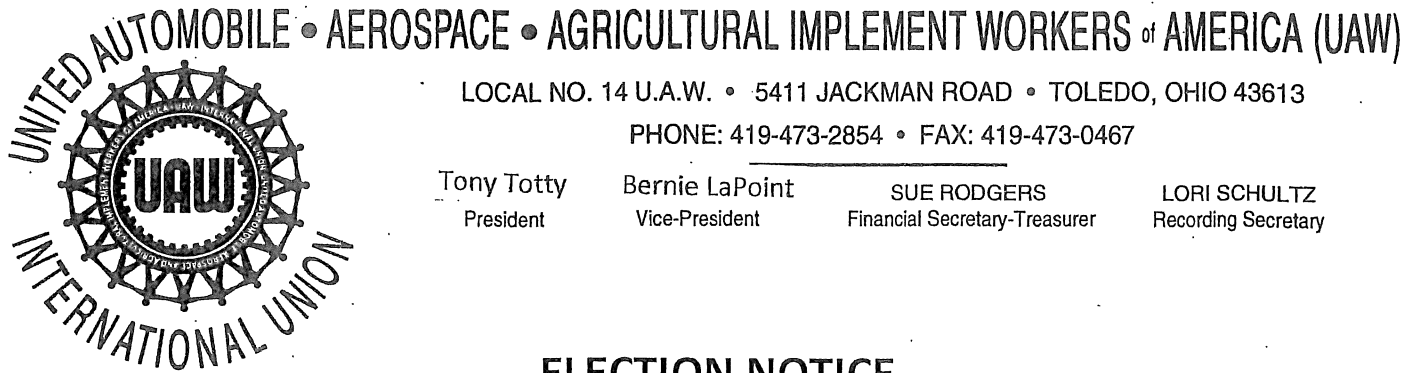 UNITED AUTOMOBILE • AEROSPACE • AGRICULTURAL IMPLEMENT WORKERS of AMERICA (UAW)
INTERNATIONAL UNION
UAW
LOCAL NO. 14 U.A.W. • 5411 JACKMAN ROAD • TOLEDO, OHIO 43613
PHONE: 419-473-2854 • FAX: 419-473-0467
Tony Totty Bernie LaPoint SUE RODGERS LORI SCHULTZ
President Vice-President Financial Secretary-Treasurer Recording Secretary
ELECTION NOTICE